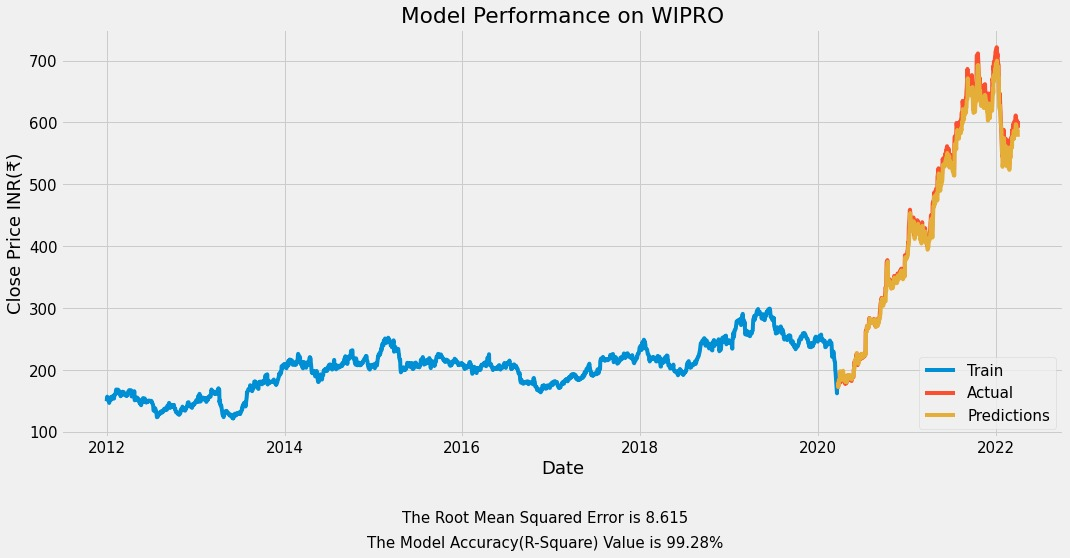 Model Performance on WIPRO
Close Price INR(₹)
700
600
500
400
300
200
100
Train
Actual
Predictions
2012 2014 2016 2018 2020 2022
Date
The Root Mean Squared Error is 8.615
The Model Accuracy(R-Square) Value is 99.28%